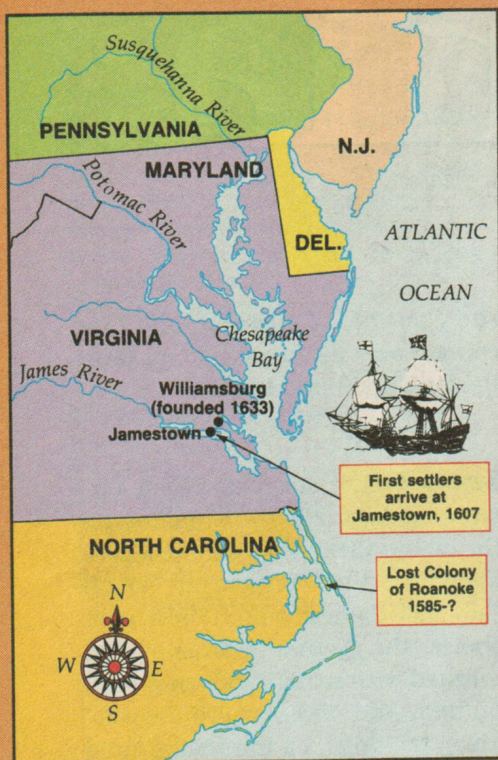 Susquehanna River
PENNSYLVANIA
N.J.
MARYLAND
Potomac River
DEL.
ATLANTIC
OCEAN
VIRGINIA
Chesapeake
Bay
James River
Williamsburg
(founded 1633)
Jamestown
First settlers
arrive at
Jamestown, 1607
NORTH CAROLINA
Lost Colony
of Roanoke
1585-?
N
W
E
S